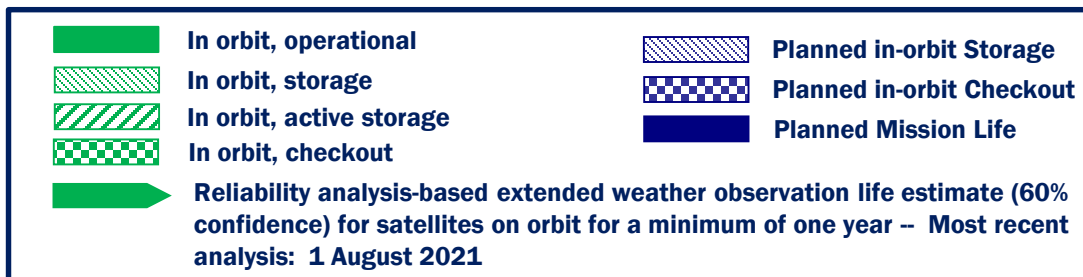 In orbit, operational
In orbit, storage
In orbit, active storage
In orbit, checkout
Planned in-orbit Storage
Planned in-orbit Checkout
Planned Mission Life
Reliability analysis-based extended weather observation life estimate (60%
confidence) for satellites on orbit for a minimum of one year -- Most recent
analysis: 1 August 2021